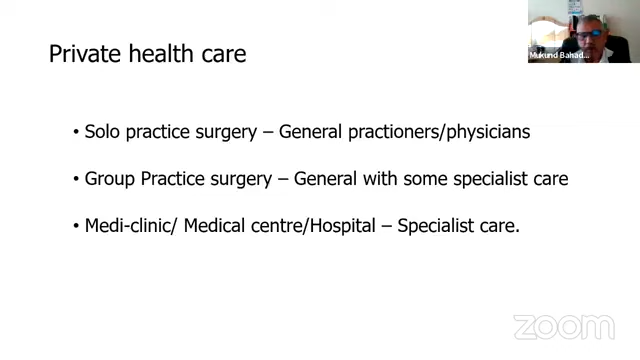 Private health care
Mukund Bahad...
• Solo practice surgery – General practioners/physicians
• Group Practice surgery – General with some specialist care
• Medi-clinic/ Medical centre/Hospital – Specialist care.
zoom